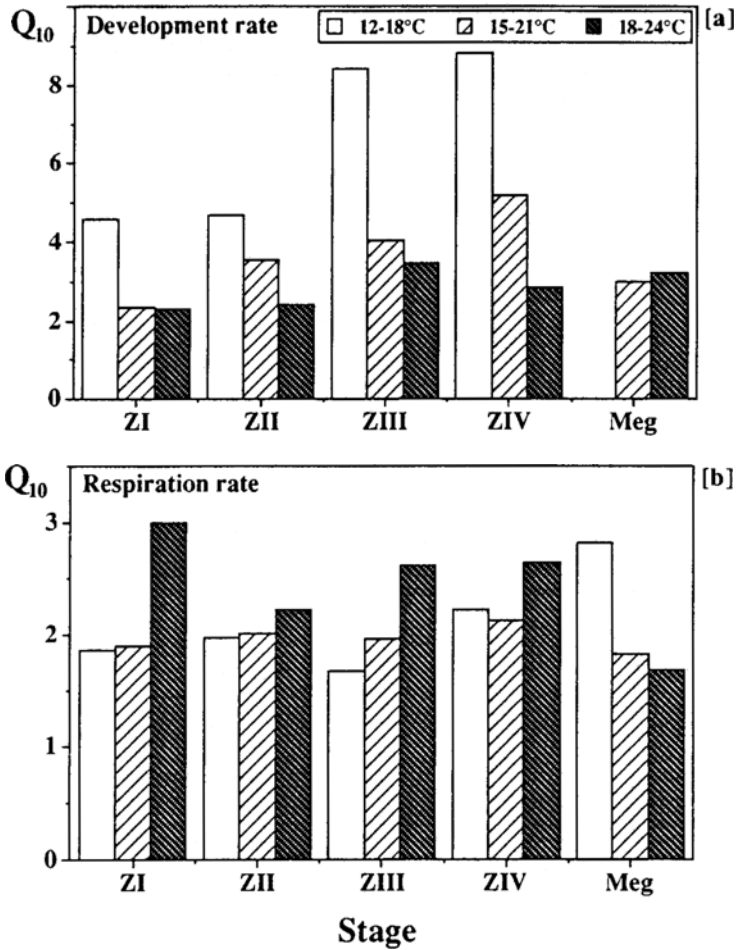 Q10 Development rate 12-18°C 15-21°C 18-24°C [a]
8
6
4
2
0
ZI ZII ZIII ZIV Meg
Q10 Respiration rate [b]
3
2
1
0
ZI ZII ZIII ZIV Meg
Stage